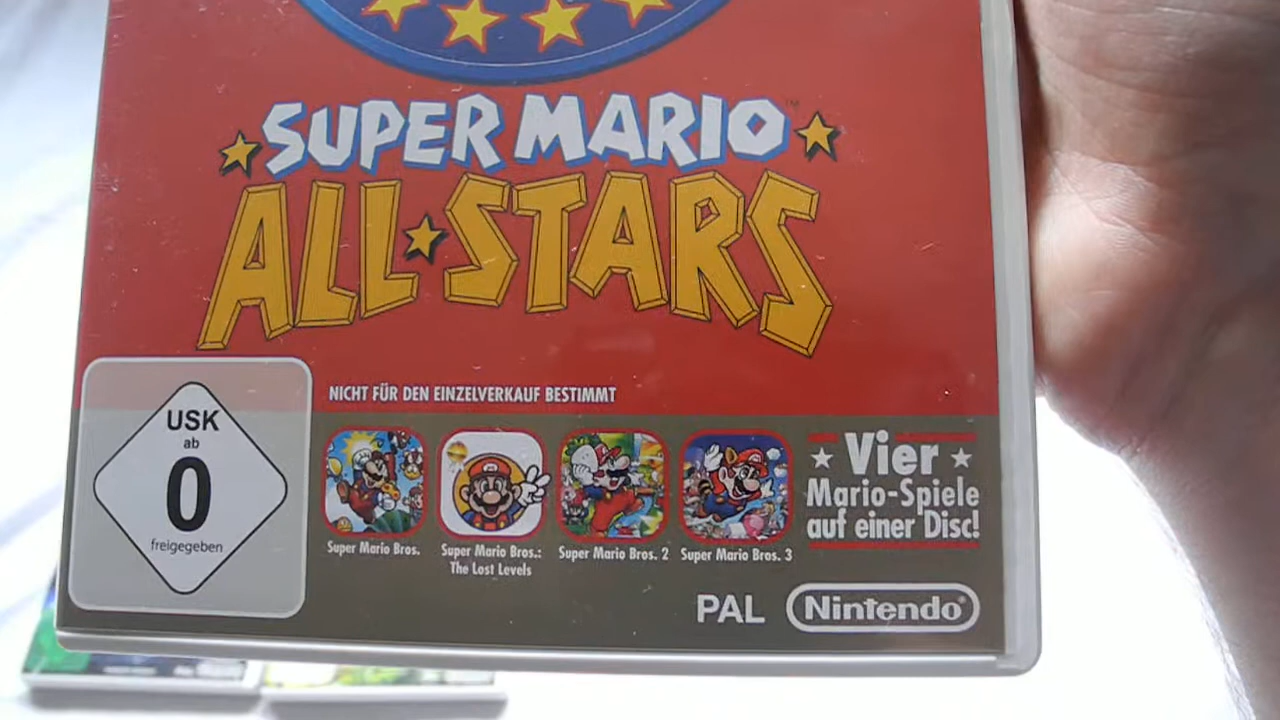 SUPER MARIO™
ALL★STARS
NICHT FÜR DEN EINZELVERKAUF BESTIMMT
USK
ab
0
freigegeben
Super Mario Bros.
Super Mario Bros.:
The Lost Levels
Super Mario Bros. 2
Super Mario Bros. 3
★ Vier ★
Mario-Spiele
auf einer Disc!
PAL
Nintendo®